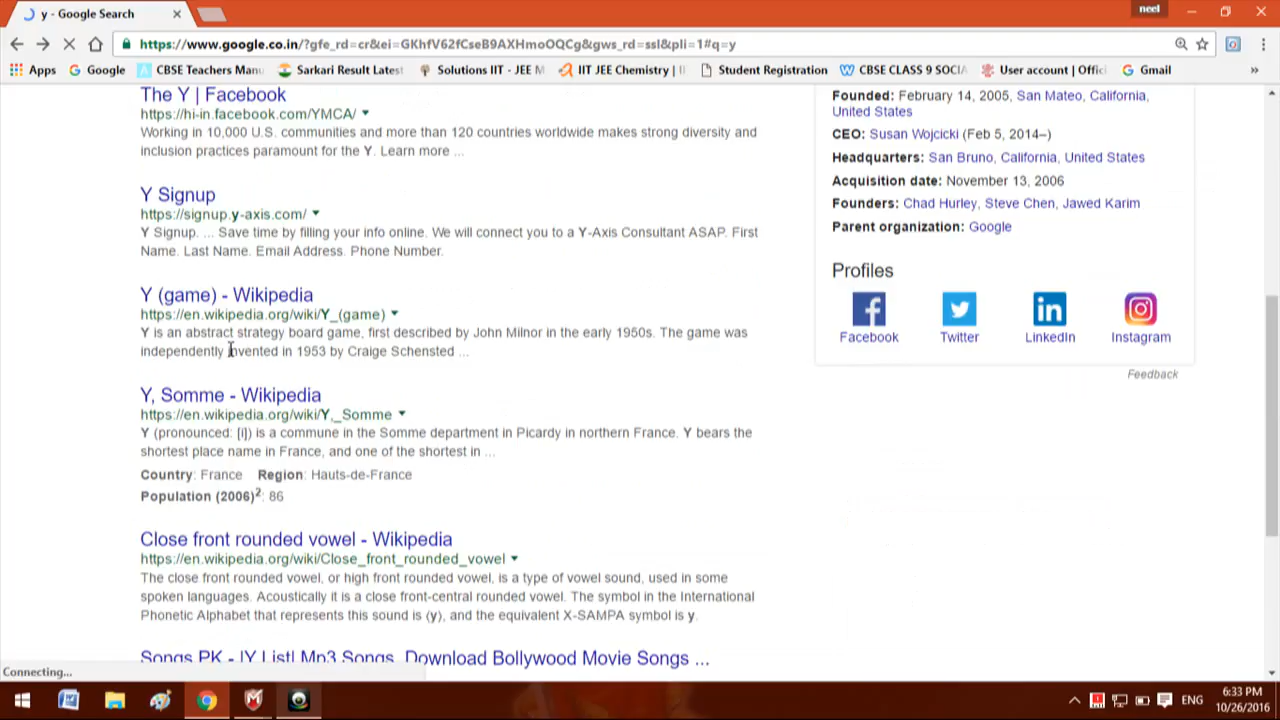 y - Google Search
neel
https://www.google.co.in/?gfe_rd=cr&ei=GKhfV62fCseB9AXHmoOQCg&gws_rd=ssl&pli=1#q=y
Apps Google CBSE Teachers Manu Sarkari Result Latest Solutions IIT - JEE M IIT JEE Chemistry | I Student Registration CBSE CLASS 9 SOCI User account | Offici Gmail »
The Y | Facebook
https://hi-in.facebook.com/YMCA/
Working in 10,000 U.S. communities and more than 120 countries worldwide makes strong diversity and
inclusion practices paramount for the Y. Learn more ...
Y Signup
https://signup.y-axis.com/
Y Signup. ... Save time by filling your info online. We will connect you to a Y-Axis Consultant ASAP. First
Name. Last Name. Email Address. Phone Number.
Y (game) - Wikipedia
https://en.wikipedia.org/wiki/Y_(game)
Y is an abstract strategy board game, first described by John Milnor in the early 1950s. The game was
independently invented in 1953 by Craige Schensted ...
Y, Somme - Wikipedia
https://en.wikipedia.org/wiki/Y,_Somme
Y (pronounced: [i]) is a commune in the Somme department in Picardy in northern France. Y bears the
shortest place name in France, and one of the shortest in ...
Country: France Region: Hauts-de-France
Population (2006)2: 86
Close front rounded vowel - Wikipedia
https://en.wikipedia.org/wiki/Close_front_rounded_vowel
The close front rounded vowel, or high front rounded vowel, is a type of vowel sound, used in some
spoken languages. Acoustically it is a close front-central rounded vowel. The symbol in the International
Phonetic Alphabet that represents this sound is ⟨y⟩, and the equivalent X-SAMPA symbol is y.
Songs PK - |Y List| Mp3 Songs, Download Bollywood Movie Songs ...
Founded: February 14, 2005, San Mateo, California,
United States
CEO: Susan Wojcicki (Feb 5, 2014–)
Headquarters: San Bruno, California, United States
Acquisition date: November 13, 2006
Founders: Chad Hurley, Steve Chen, Jawed Karim
Parent organization: Google
Profiles
Facebook Twitter LinkedIn Instagram
Feedback
Connecting...
ENG
6:33 PM
10/26/2016